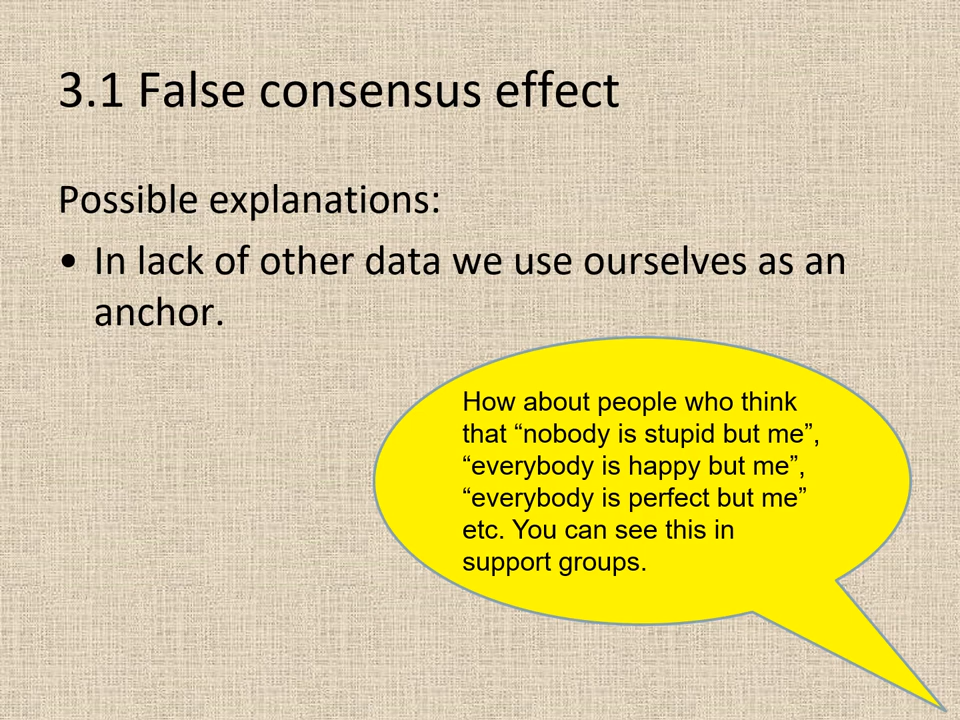 3.1 False consensus effect
Possible explanations:
• In lack of other data we use ourselves as an
anchor.
How about people who think
that “nobody is stupid but me”,
“everybody is happy but me”,
“everybody is perfect but me”
etc. You can see this in
support groups.